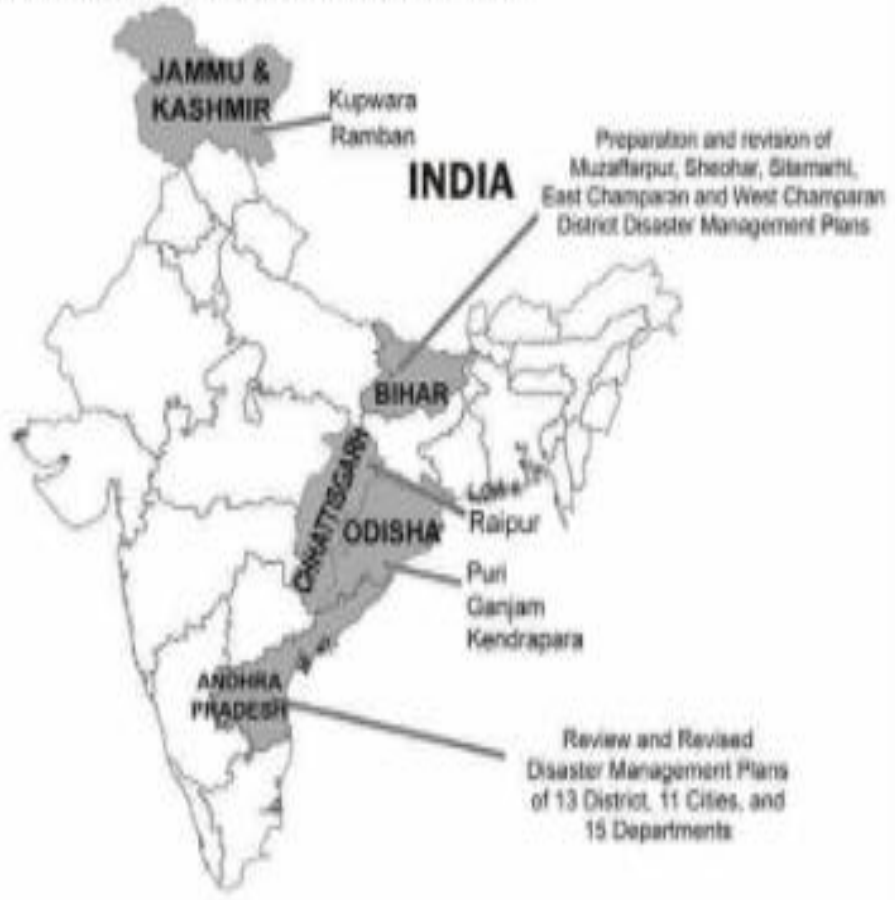 JAMMU &
KASHMIR
Kupwara
Ramban
INDIA
Preparation and revision of
Muzaffarpur, Sheohar, Sitamarhi,
East Champaran and West Champaran
District Disaster Management Plans
BIHAR
CHHATTISGARH
ODISHA
Raipur
Puri
Ganjam
Kendrapara
ANDHRA
PRADESH
Review and Revised
Disaster Management Plans
of 13 District, 11 Cities, and
15 Departments